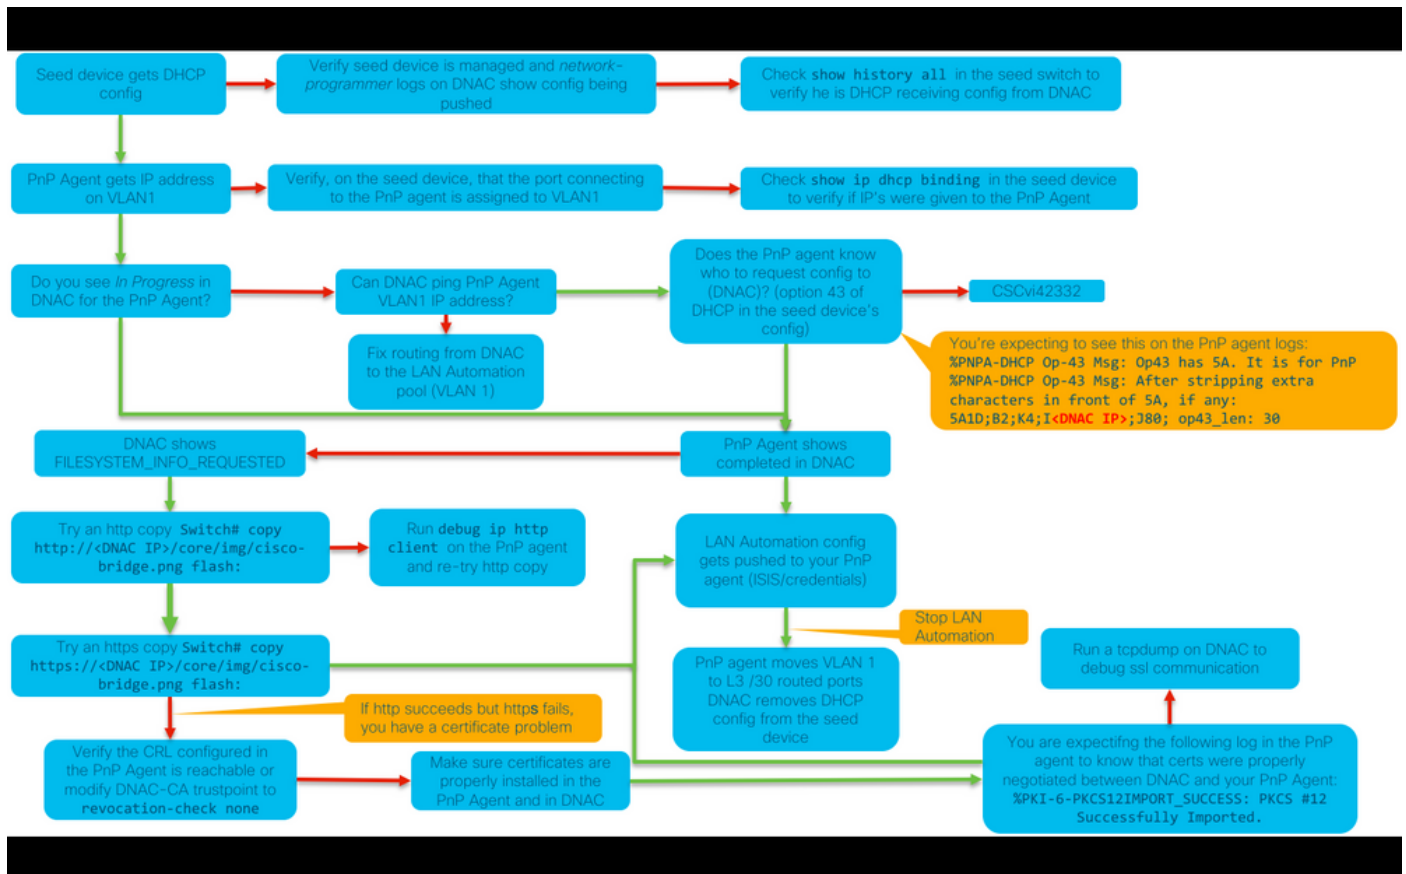 Seed device gets DHCP
config
Verify seed device is managed and network-
programmer logs on DNAC show config being
pushed
Check show history all in the seed switch to
verify he is DHCP receiving config from DNAC
PnP Agent gets IP address
on VLAN1
Verify, on the seed device, that the port connecting
to the PnP agent is assigned to VLAN1
Check show ip dhcp binding in the seed device
to verify if IP's were given to the PnP Agent
Do you see In Progress in
DNAC for the PnP Agent?
Can DNAC ping PnP Agent
VLAN1 IP address?
Does the PnP agent know
who to request config to
(DNAC)? (option 43 of
DHCP in the seed device's
config)
CSCvi42332
Fix routing from DNAC
to the LAN Automation
pool (VLAN 1)
You're expecting to see this on the PnP agent logs:
%PNPA-DHCP Op-43 Msg: Op43 has 5A. It is for PnP
%PNPA-DHCP Op-43 Msg: After stripping extra
characters in front of 5A, if any:
5A1D;B2;K4;I<DNAC IP>;J80; op43_len: 30
DNAC shows
FILESYSTEM_INFO_REQUESTED
PnP Agent shows
completed in DNAC
Try an http copy Switch# copy
http://<DNAC IP>/core/img/cisco-
bridge.png flash:
Run debug ip http
client on the PnP agent
and re-try http copy
LAN Automation config
gets pushed to your PnP
agent (ISIS/credentials)
Stop LAN
Automation
Try an https copy Switch# copy
https://<DNAC IP>/core/img/cisco-
bridge.png flash:
PnP agent moves VLAN 1
to L3 /30 routed ports
DNAC removes DHCP
config from the seed
device
Run a tcpdump on DNAC to
debug ssl communication
If http succeeds but https fails,
you have a certificate problem
Verify the CRL configured in
the PnP Agent is reachable or
modify DNAC-CA trustpoint to
revocation-check none
Make sure certificates are
properly installed in the
PnP Agent and in DNAC
You are expectifng the following log in the PnP
agent to know that certs were properly
negotiated between DNAC and your PnP Agent:
%PKI-6-PKCS12IMPORT_SUCCESS: PKCS #12
Successfully Imported.